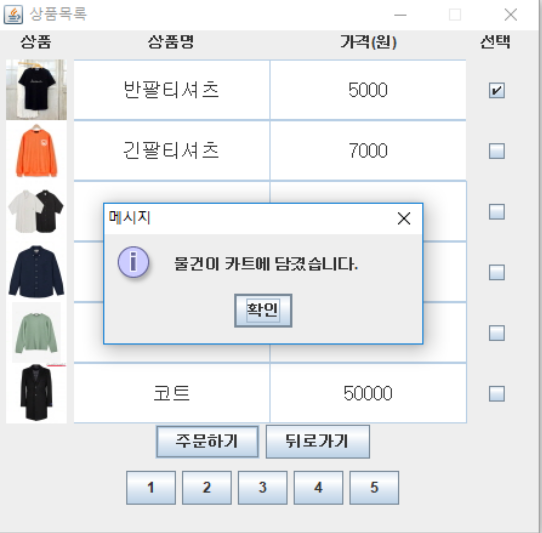 상품목록
상품 상품명 가격(원) 선택
반팔티셔츠 5000
긴팔티셔츠 7000
메시지
물건이 카트에 담겼습니다.
확인
코트 50000
주문하기 뒤로가기
1 2 3 4 5